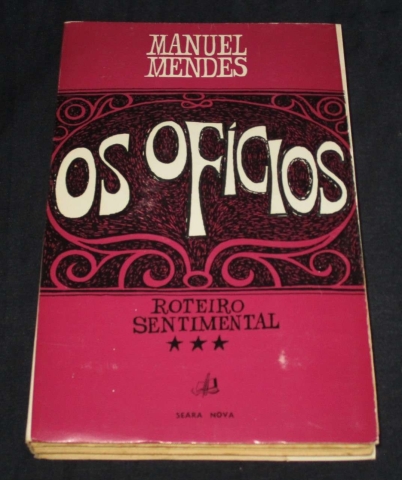 MANUEL
MENDES
OS OFÍCIOS
ROTEIRO
SENTIMENTAL
★★★
SEARA NOVA